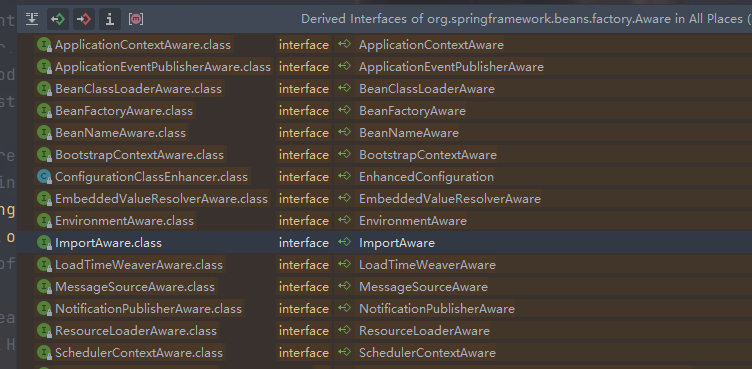 Derived Interfaces of org.springframework.beans.factory.Aware in All Places (
ApplicationContextAware.class interface ApplicationContextAware
ApplicationEventPublisherAware.class interface ApplicationEventPublisherAware
BeanClassLoaderAware.class interface BeanClassLoaderAware
BeanFactoryAware.class interface BeanFactoryAware
BeanNameAware.class interface BeanNameAware
BootstrapContextAware.class interface BootstrapContextAware
ConfigurationClassEnhancer.class interface EnhancedConfiguration
EmbeddedValueResolverAware.class interface EmbeddedValueResolverAware
EnvironmentAware.class interface EnvironmentAware
ImportAware.class interface ImportAware
LoadTimeWeaverAware.class interface LoadTimeWeaverAware
MessageSourceAware.class interface MessageSourceAware
NotificationPublisherAware.class interface NotificationPublisherAware
ResourceLoaderAware.class interface ResourceLoaderAware
SchedulerContextAware.class interface SchedulerContextAware